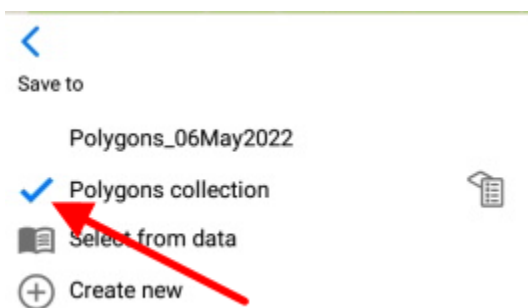 Save to
Polygons_06May2022
Polygons collection
Select from data
Create new